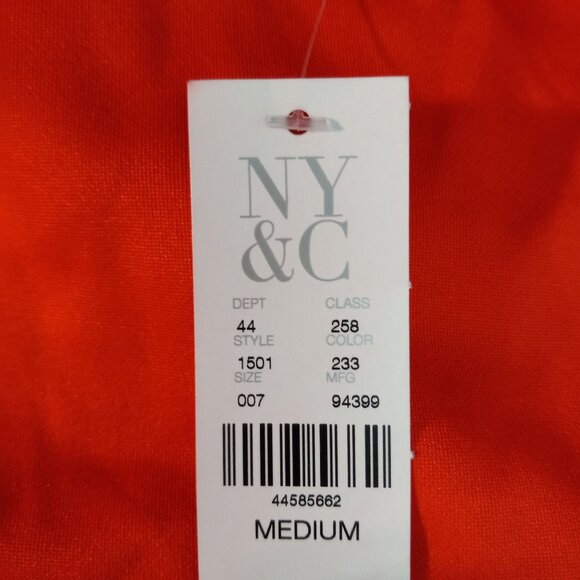 NY
&C
DEPT CLASS
44 258
STYLE COLOR
1501 233
SIZE MFG
007 94399
44585662
MEDIUM